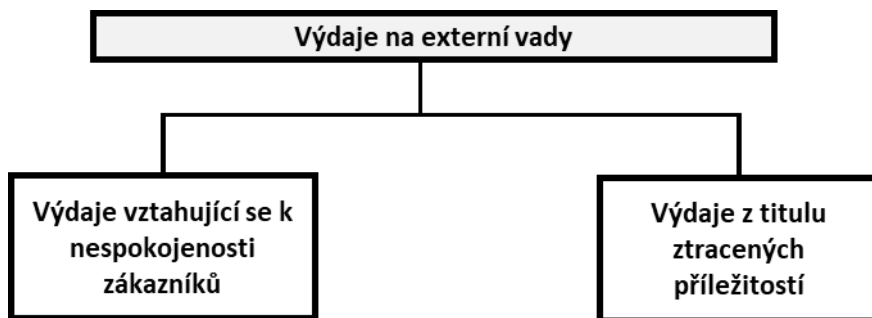 Výdaje na externí vady
Výdaje vztahující se k
nespokojenosti
zákazníků
Výdaje z titulu
ztracených
příležitostí